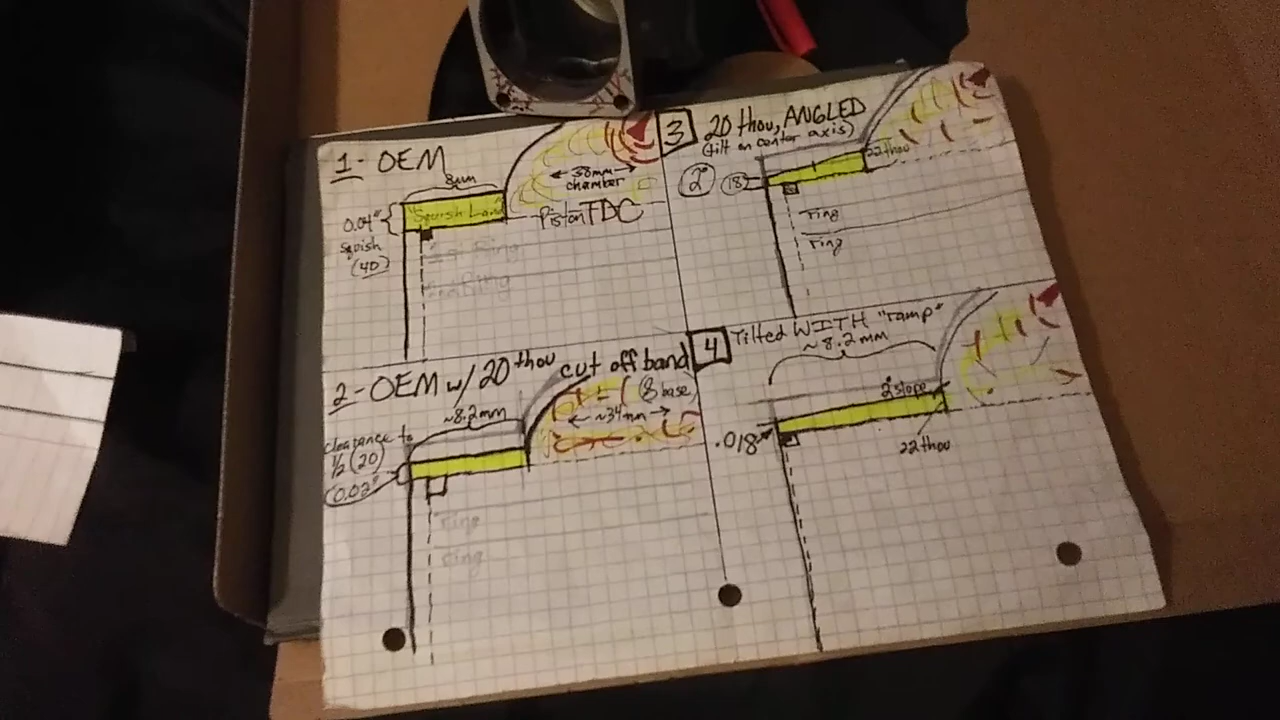 1- OEM
8mm
0.04"
"Squish Land"
Squish
(40)
38mm
chamber
Piston TDC
2nd Ring
2 - OEM w/ 20 thou cut off band
~8.2mm
8 base
~34mm
clearance to
1/2 (20)
0.02"
ring
ring
3 20 thou, ANGLED
(tilt on center axis)
22 thou
2°
18
ring
ring
4 Tilted WITH "ramp"
~8.2mm
2° slope
.018"
22 thou